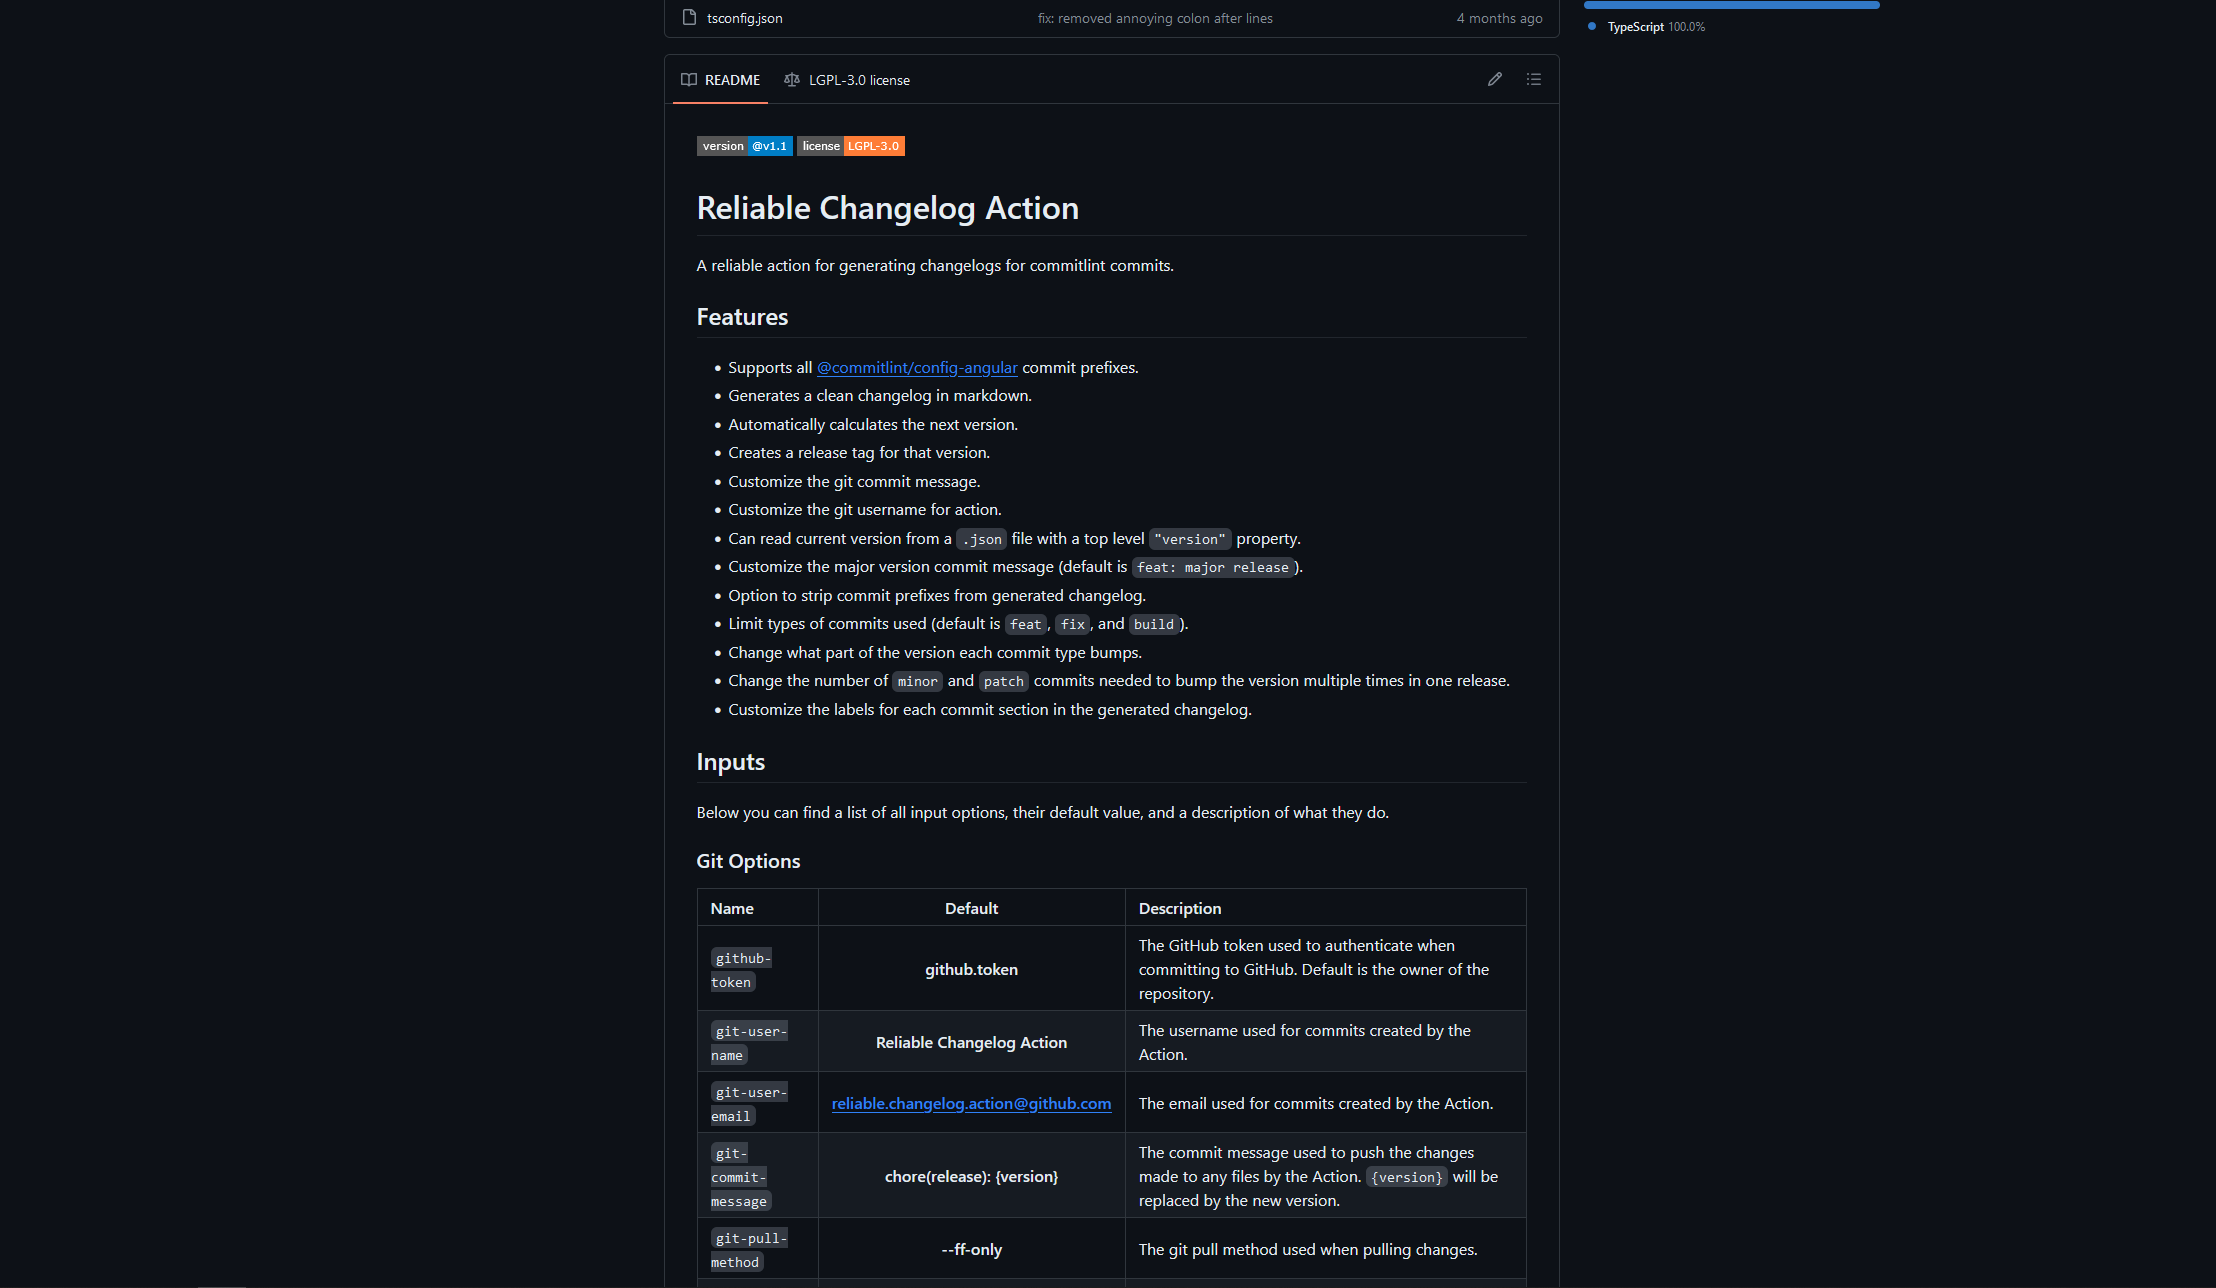 tsconfig.json fix: removed annoying colon after lines 4 months ago
TypeScript 100.0%
README LGPL-3.0 license
version @v1.1 license LGPL-3.0
Reliable Changelog Action
A reliable action for generating changelogs for commitlint commits.
Features
• Supports all @commitlint/config-angular commit prefixes.
• Generates a clean changelog in markdown.
• Automatically calculates the next version.
• Creates a release tag for that version.
• Customize the git commit message.
• Customize the git username for action.
• Can read current version from a .json file with a top level "version" property.
• Customize the major version commit message (default is feat: major release).
• Option to strip commit prefixes from generated changelog.
• Limit types of commits used (default is feat, fix, and build).
• Change what part of the version each commit type bumps.
• Change the number of minor and patch commits needed to bump the version multiple times in one release.
• Customize the labels for each commit section in the generated changelog.
Inputs
Below you can find a list of all input options, their default value, and a description of what they do.
Git Options
Name Default Description
github-
token
github.token
The GitHub token used to authenticate when
committing to GitHub. Default is the owner of the
repository.
git-user-
name
Reliable Changelog Action
The username used for commits created by the
Action.
git-user-
email
reliable.changelog.action@github.com
The email used for commits created by the Action.
git-
commit-
message
chore(release): {version}
The commit message used to push the changes
made to any files by the Action. {version} will be
replaced by the new version.
git-pull-
method
--ff-only
The git pull method used when pulling changes.